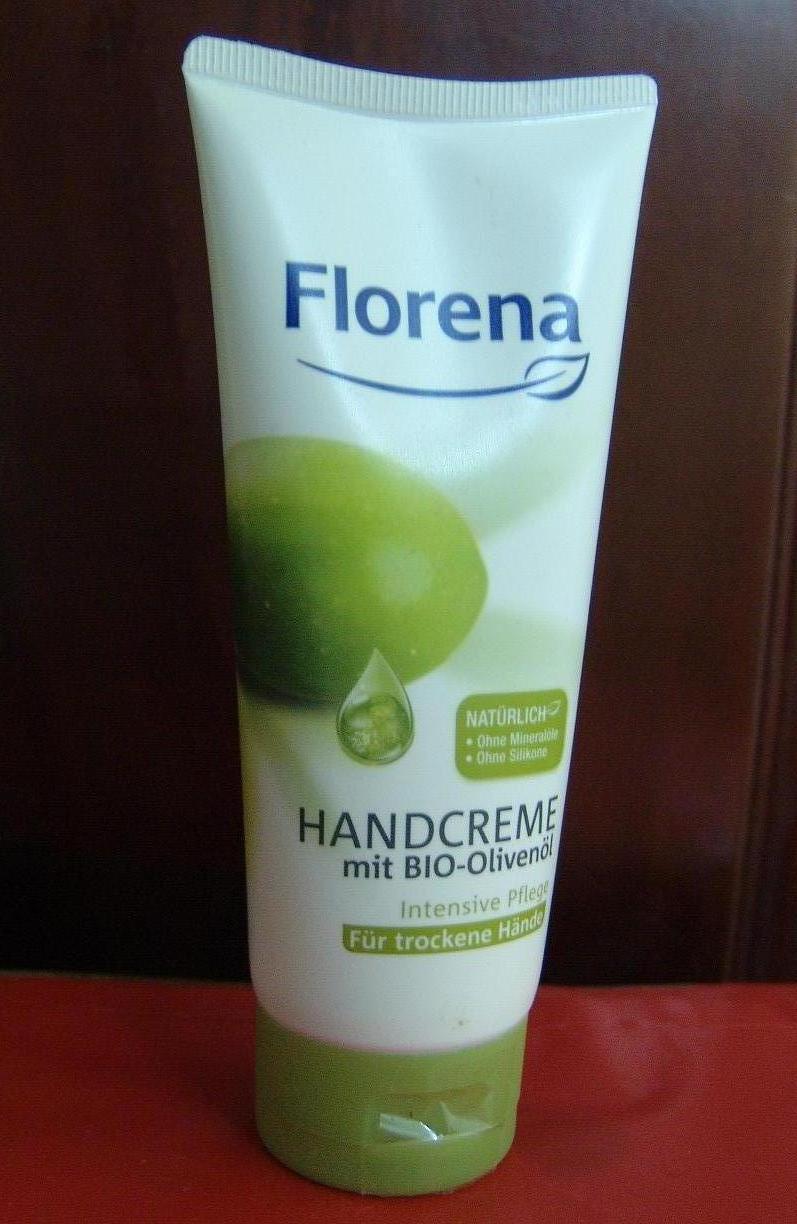 Florena
NATÜRLICH
• Ohne Mineralöle
• Ohne Silikone
HANDCREME
mit BIO-Olivenöl
Intensive Pflege
Für trockene Hände